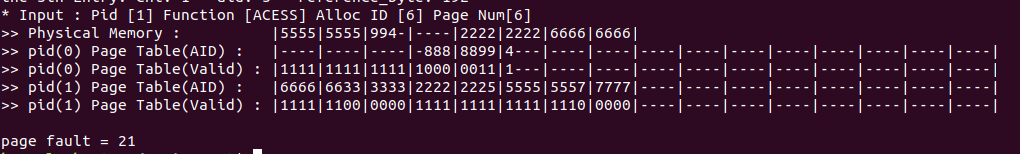 * Input : Pid [1] Function [ACESS] Alloc ID [6] Page Num[6]
>> Physical Memory :           |5555|5555|994-|----|2222|2222|6666|6666|
>> pid(0) Page Table(AID) :   |----|----|----|-888|8899|4---|----|----|----|----|----|----|----|----|----|----|
>> pid(0) Page Table(Valid) : |1111|1111|1111|1000|0011|1---|----|----|----|----|----|----|----|----|----|----|
>> pid(1) Page Table(AID) :   |6666|6633|3333|2222|2225|5555|5557|7777|----|----|----|----|----|----|----|----|
>> pid(1) Page Table(Valid) : |1111|1100|0000|1111|1111|1111|1110|0000|----|----|----|----|----|----|----|----|
page fault = 21